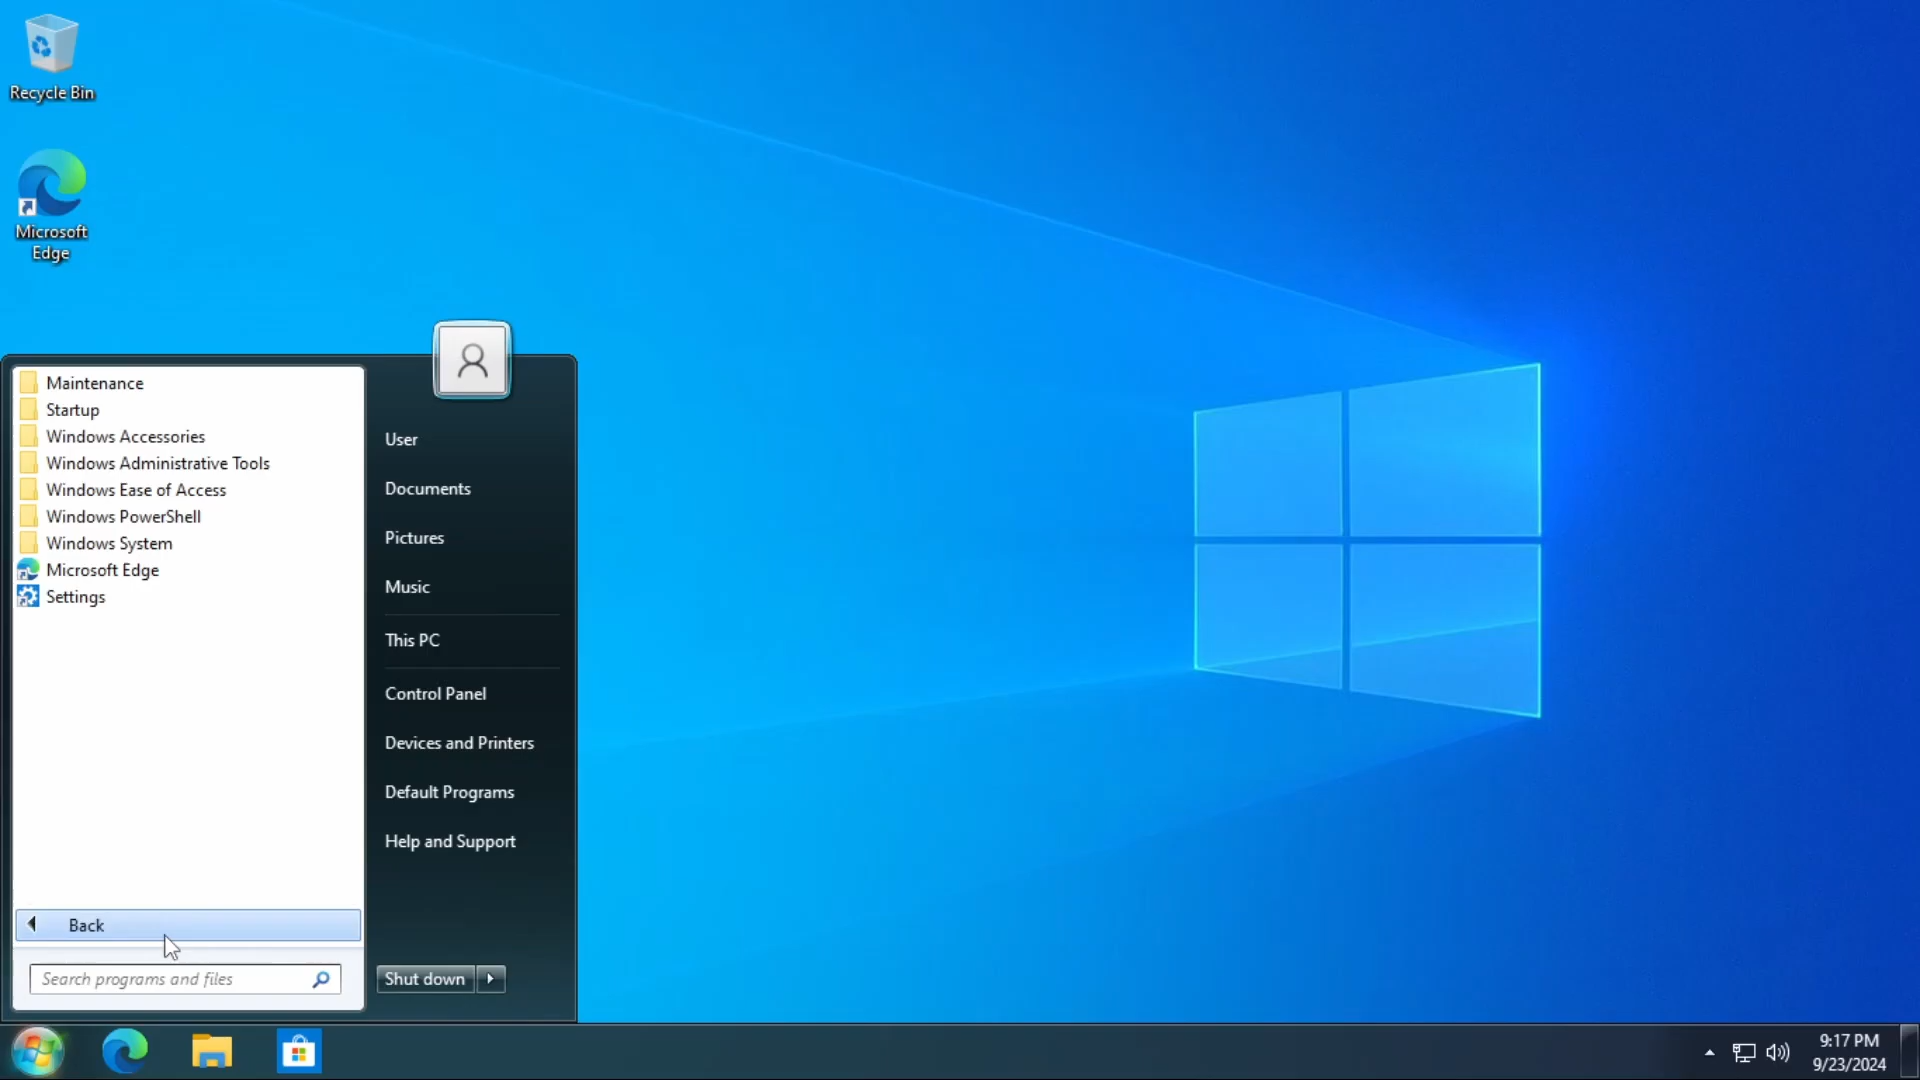 Recycle Bin
Microsoft
Edge
Maintenance
Startup
Windows Accessories
Windows Administrative Tools
Windows Ease of Access
Windows PowerShell
Windows System
Microsoft Edge
Settings
Back
Search programs and files
User
Documents
Pictures
Music
This PC
Control Panel
Devices and Printers
Default Programs
Help and Support
Shut down
9:17 PM
9/23/2024